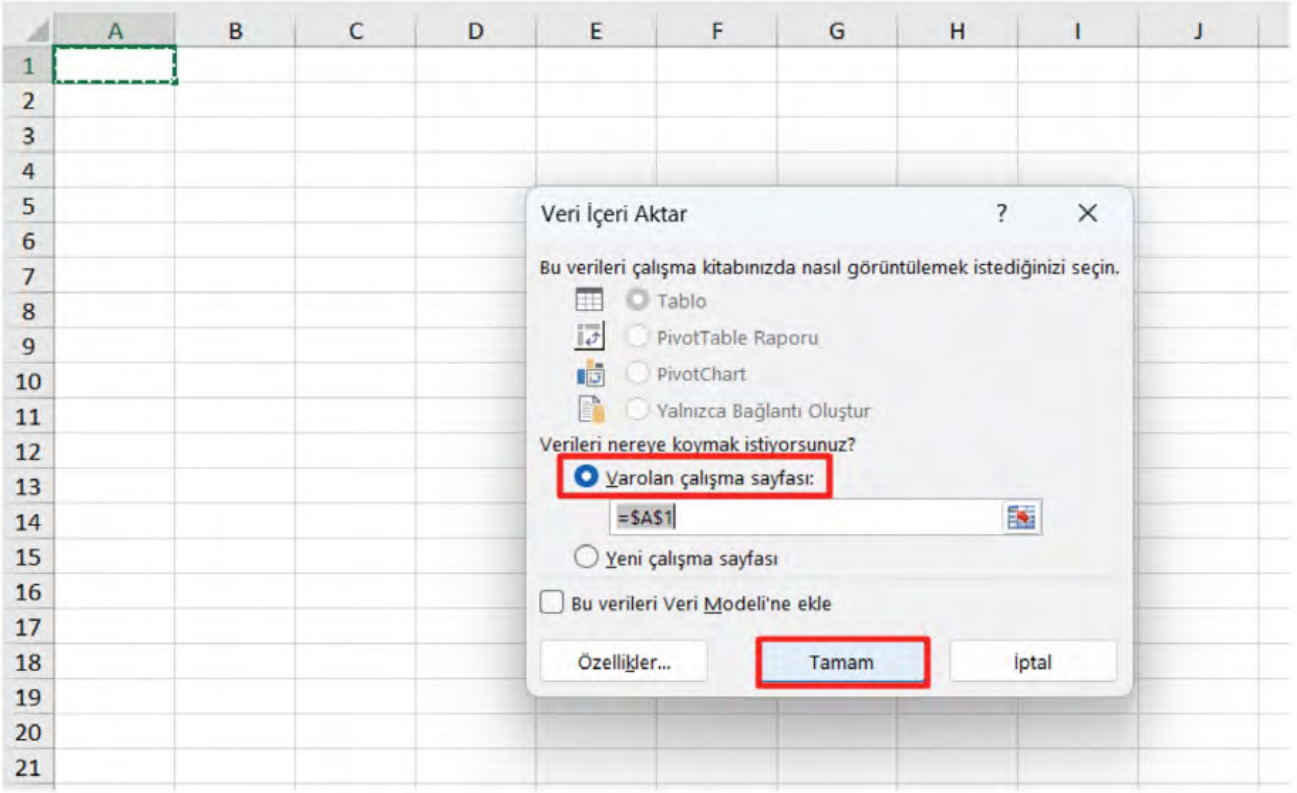 A B C D E F G H I J
1
2
3
4
5
6
7
8
9
10
11
12
13
14
15
16
17
18
19
20
21
Veri İçeri Aktar ? X
Bu verileri çalışma kitabınızda nasıl görüntülemek istediğinizi seçin.
Tablo
PivotTable Raporu
PivotChart
Yalnızca Bağlantı Oluştur
Verileri nereye koymak istiyorsunuz?
Varolan çalışma sayfası:
=$A$1
Yeni çalışma sayfası
Bu verileri Veri Modeli'ne ekle
Özellikler... Tamam İptal